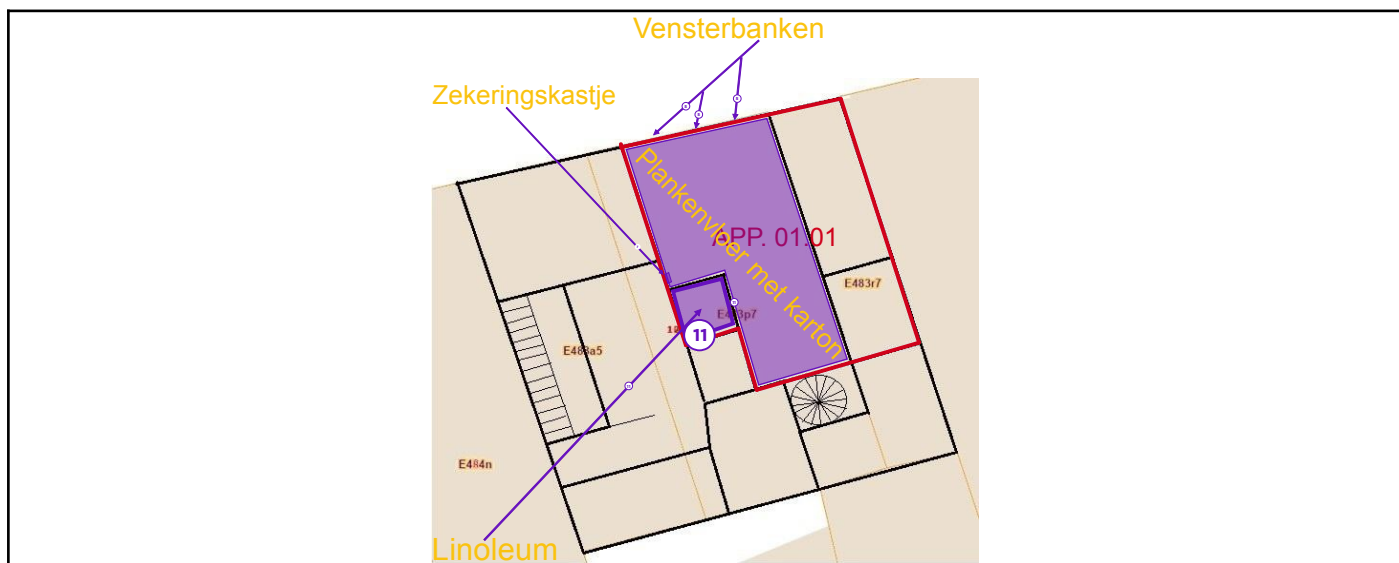 Vensterbanken
Zekeringskastje
Plankenvloer met karton
APP. 01.01
E483r7
11
E483a5
E484n
Linoleum